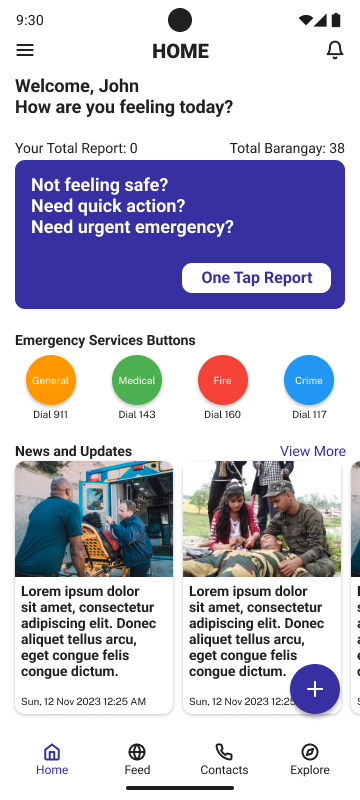 9:30
HOME
Welcome, John
How are you feeling today?
Your Total Report: 0 Total Barangay: 38
Not feeling safe?
Need quick action?
Need urgent emergency?
One Tap Report
Emergency Services Buttons
General Medical Fire Crime
Dial 911 Dial 143 Dial 160 Dial 117
News and Updates View More
Lorem ipsum dolor
sit amet, consectetur
adipiscing elit. Donec
aliquet tellus arcu,
eget congue felis
congue dictum.
Sun, 12 Nov 2023 12:25 AM
Lorem ipsum dolor
sit amet, consectetur
adipiscing elit. Donec
aliquet tellus arcu,
eget congue felis
congue dictum.
Sun, 12 Nov 2023 12:25
Home Feed Contacts Explore